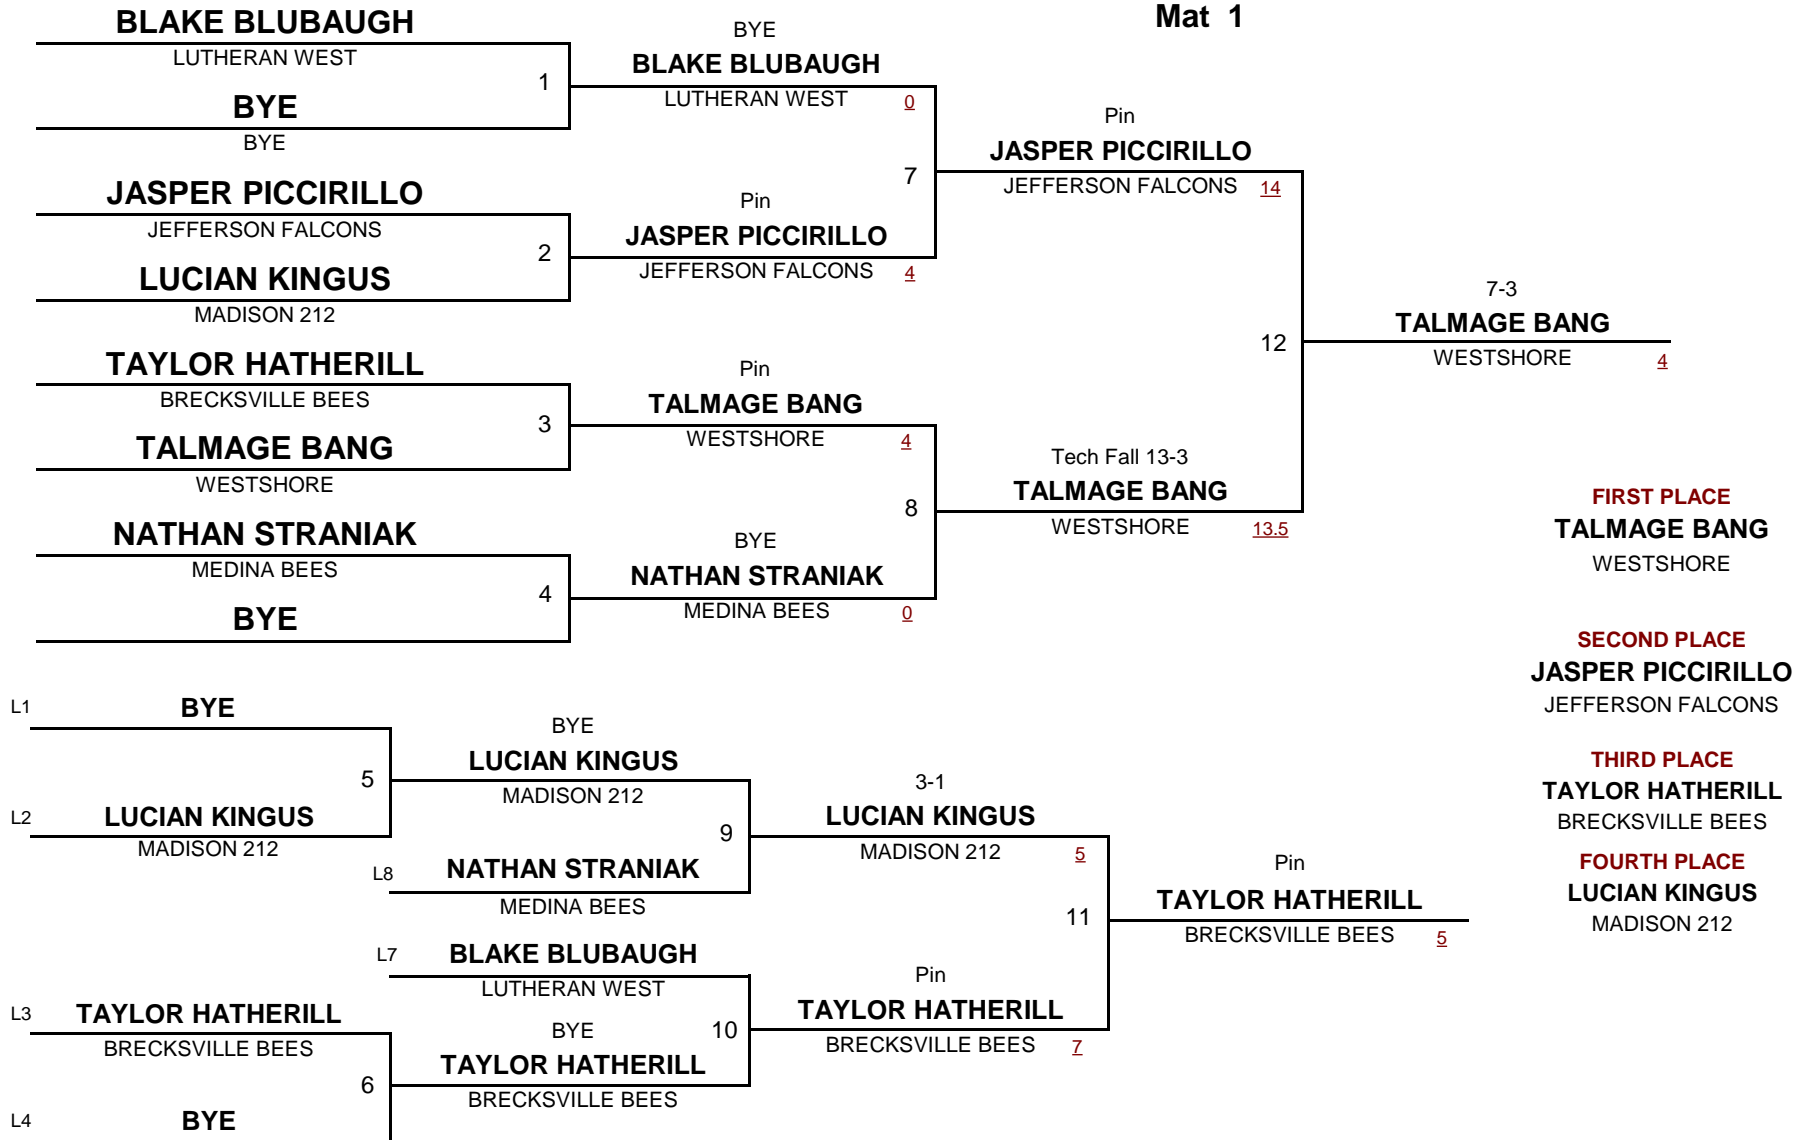 Mat 1
BLAKE BLUBAUGH
LUTHERAN WEST
1
BYE
BYE
BYE
BLAKE BLUBAUGH
LUTHERAN WEST 0
JASPER PICCIRILLO
JEFFERSON FALCONS
2
LUCIAN KINGUS
MADISON 212
Pin
JASPER PICCIRILLO
JEFFERSON FALCONS 4
7
Pin
JASPER PICCIRILLO
JEFFERSON FALCONS 14
TAYLOR HATHERILL
BRECKSVILLE BEES
3
TALMAGE BANG
WESTSHORE
Pin
TALMAGE BANG
WESTSHORE 4
NATHAN STRANIAK
MEDINA BEES
4
BYE
BYE
NATHAN STRANIAK
MEDINA BEES 0
8
Tech Fall 13-3
TALMAGE BANG
WESTSHORE 13.5
12
7-3
TALMAGE BANG
WESTSHORE 4
FIRST PLACE
TALMAGE BANG
WESTSHORE
SECOND PLACE
JASPER PICCIRILLO
JEFFERSON FALCONS
THIRD PLACE
TAYLOR HATHERILL
BRECKSVILLE BEES
FOURTH PLACE
LUCIAN KINGUS
MADISON 212
L1 BYE
5
L2 LUCIAN KINGUS
MADISON 212
BYE
LUCIAN KINGUS
MADISON 212
9
L8 NATHAN STRANIAK
MEDINA BEES
3-1
LUCIAN KINGUS
MADISON 212 5
L7 BLAKE BLUBAUGH
LUTHERAN WEST
10
BYE
TAYLOR HATHERILL
BRECKSVILLE BEES
L3 TAYLOR HATHERILL
BRECKSVILLE BEES
6
L4 BYE
Pin
TAYLOR HATHERILL
BRECKSVILLE BEES 7
11
Pin
TAYLOR HATHERILL
BRECKSVILLE BEES 5